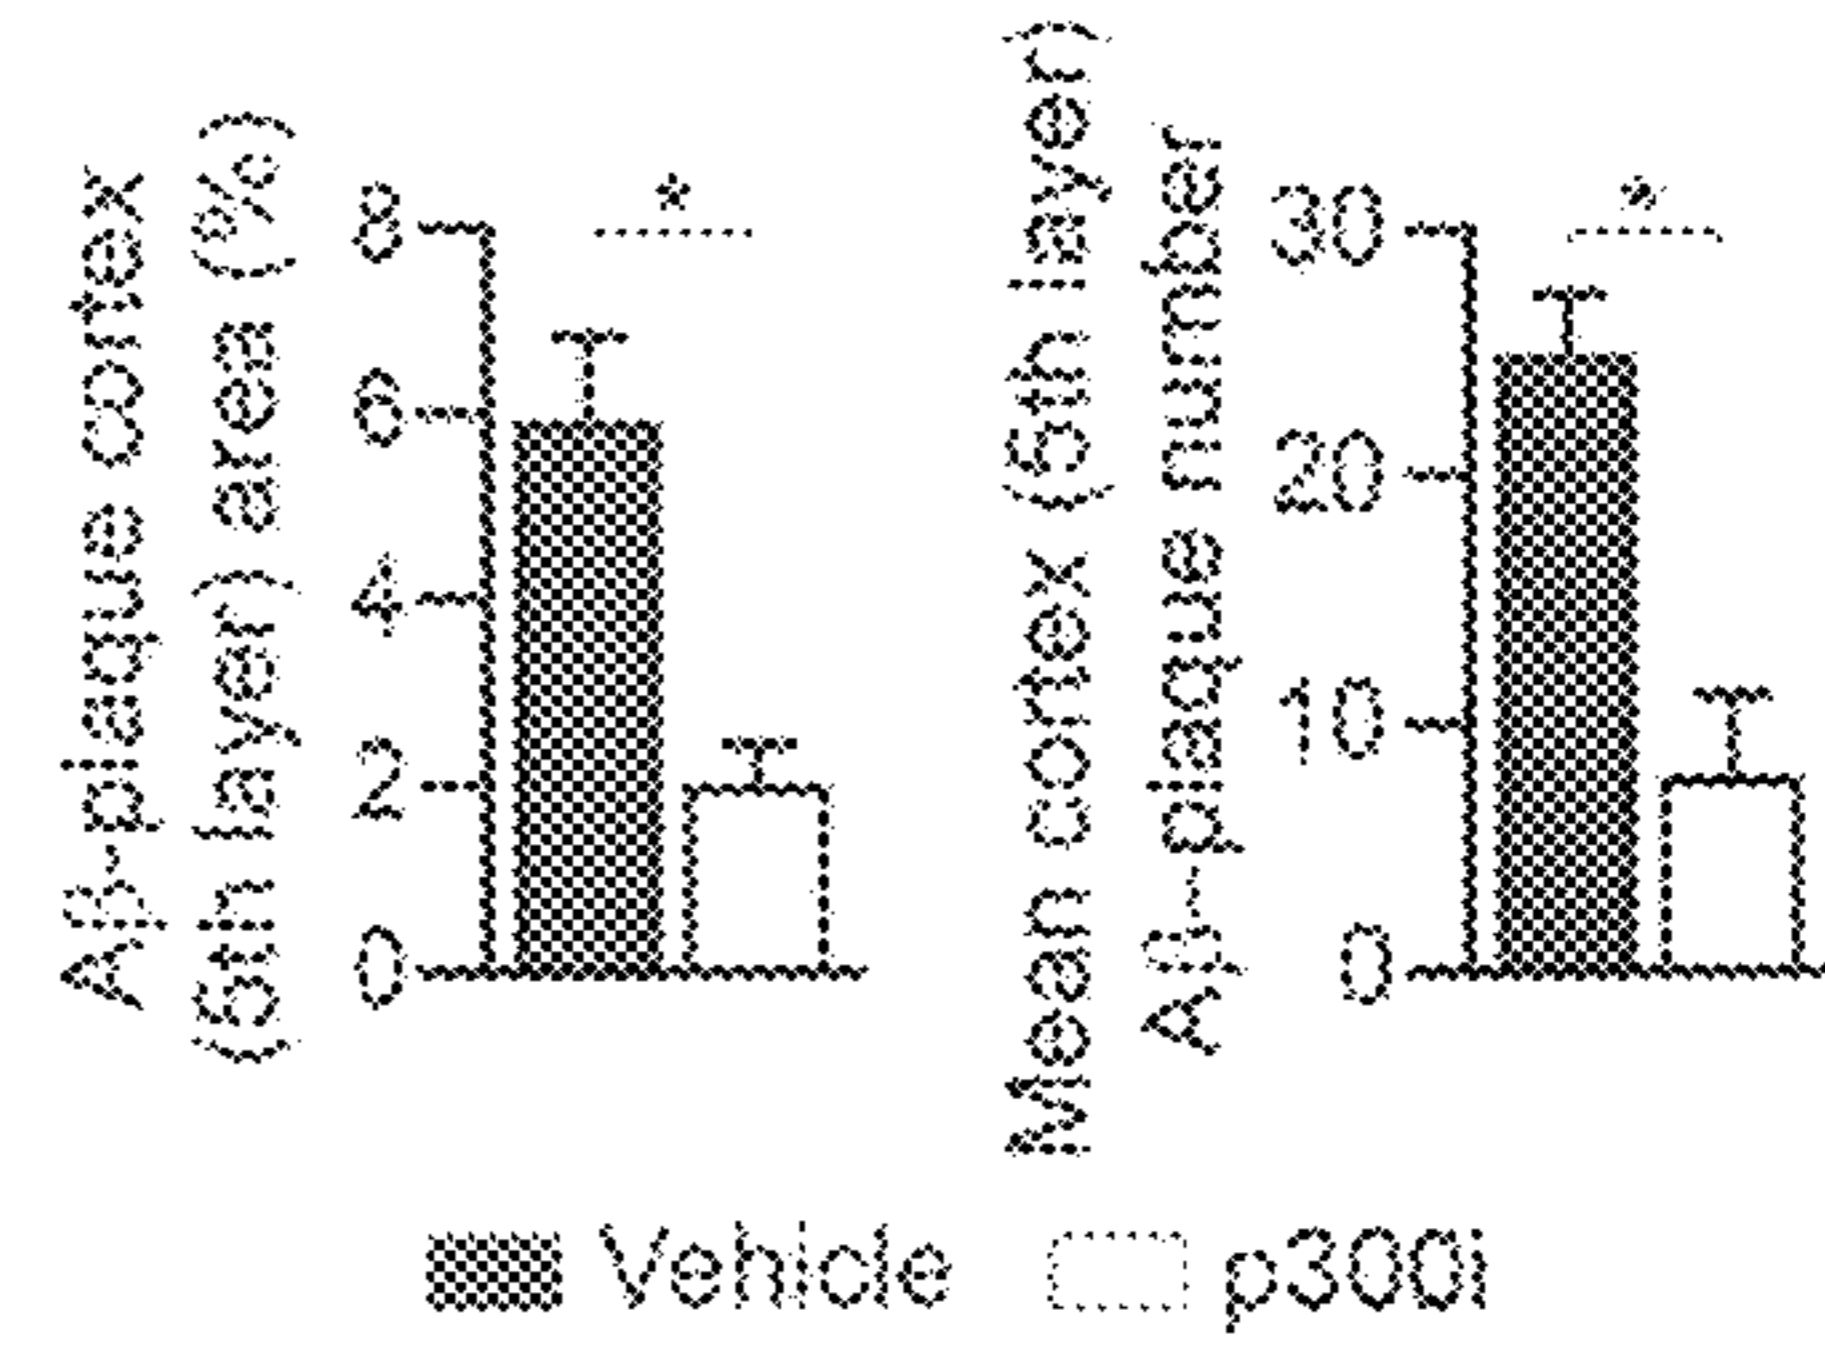 Aβ-plaque cortex
(5th layer) area (%)
8
6
4
2
0
*
Mean cortex (5th layer)
Aβ-plaque number
30
20
10
0
*
Vehicle
p300i